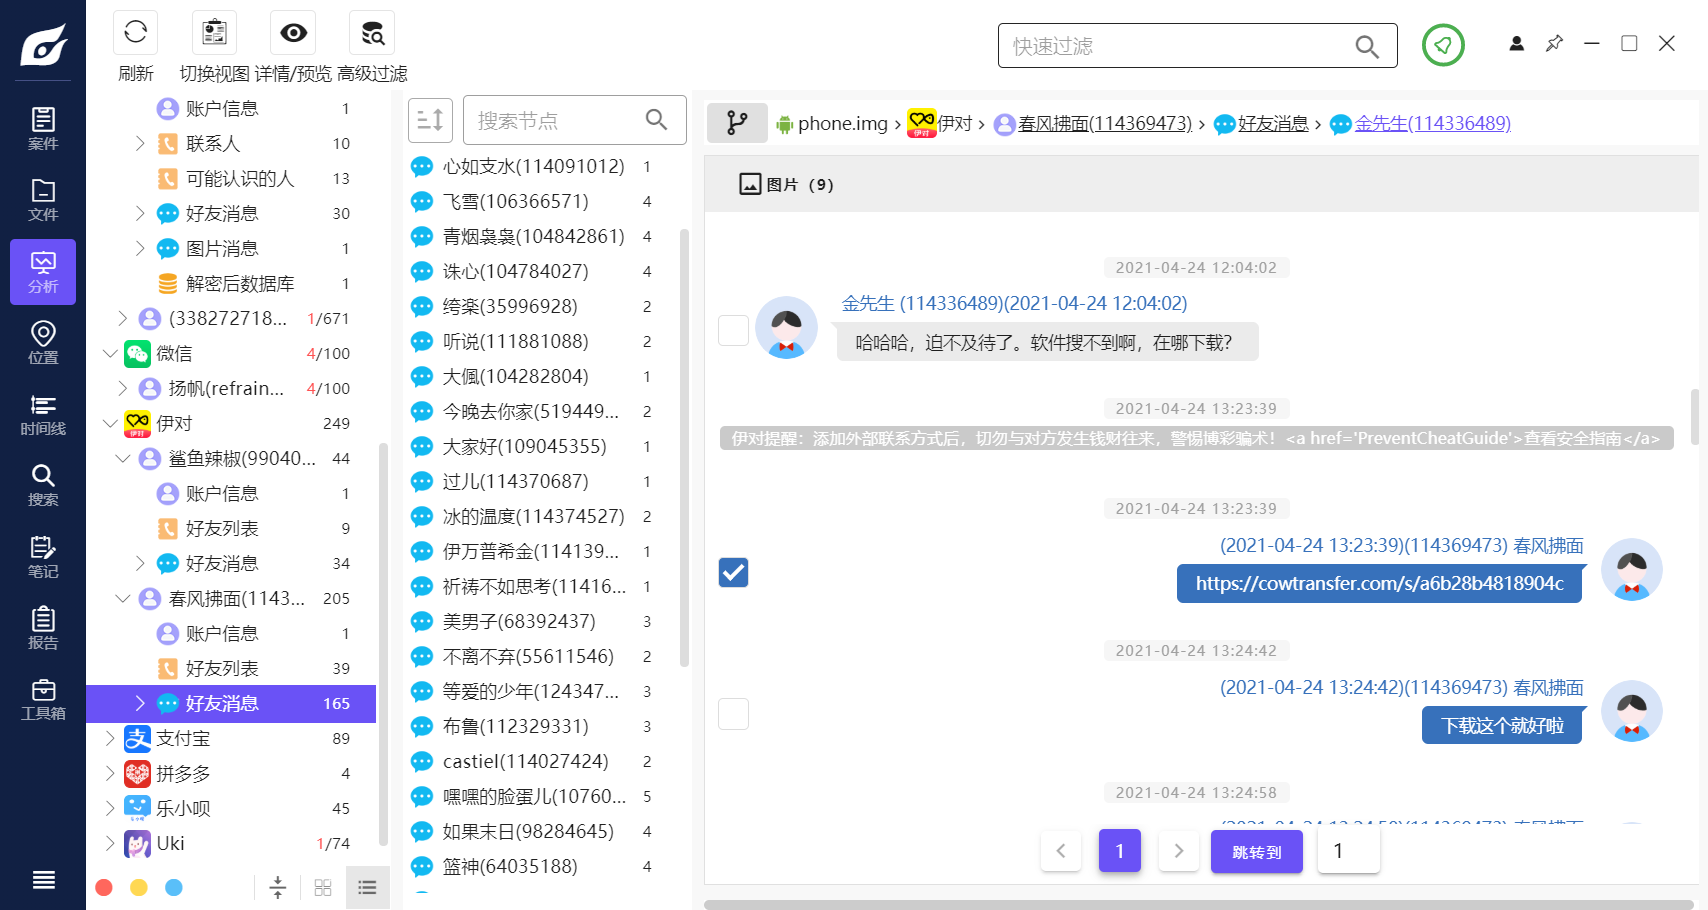 刷新
切换视图
详情/预览
高级过滤
快速过滤
案件
文件
分析
位置
时间线
搜索
笔记
报告
工具箱
账户信息 1
联系人 10
可能认识的人 13
好友消息 30
图片消息 1
解密后数据库 1
(338272718... 1/671
微信 4/100
扬帆(refrain... 4/100
伊对 249
鲨鱼辣椒(99040... 44
账户信息 1
好友列表 9
好友消息 34
春风拂面(1143... 205
账户信息 1
好友列表 39
好友消息 165
支付宝 89
拼多多 4
乐小呗 45
Uki 1/74
搜索节点
心如支水(114091012) 1
飞雪(106366571) 4
青烟袅袅(104842861) 4
诛心(104784027) 4
绔楽(35996928) 2
听说(111881088) 2
大偑(104282804) 1
今晚去你家(519449... 2
大家好(109045355) 1
过儿(114370687) 1
冰的温度(114374527) 2
伊万普希金(114139... 1
祈祷不如思考(11416... 1
美男子(68392437) 3
不离不弃(55611546) 2
等爱的少年(124347... 3
布鲁(112329331) 3
castiel(114027424) 2
嘿嘿的脸蛋儿(10760... 5
如果末日(98284645) 4
篮神(64035188) 4
phone.img › 伊对 › 春风拂面(114369473) › 好友消息 › 金先生(114336489)
图片 (9)
2021-04-24 12:04:02
金先生 (114336489)(2021-04-24 12:04:02)
哈哈哈，迫不及待了。软件搜不到啊，在哪下载？
2021-04-24 13:23:39
伊对提醒：添加外部联系方式后，切勿与对方发生钱财往来，警惕博彩骗术！<a href='PreventCheatGuide'>查看安全指南</a>
2021-04-24 13:23:39
(2021-04-24 13:23:39)(114369473) 春风拂面
https://cowtransfer.com/s/a6b28b4818904c
2021-04-24 13:24:42
(2021-04-24 13:24:42)(114369473) 春风拂面
下载这个就好啦
2021-04-24 13:24:58
(2021-04-24 13:24:58)(114369473) 春风拂面
1
跳转到
1